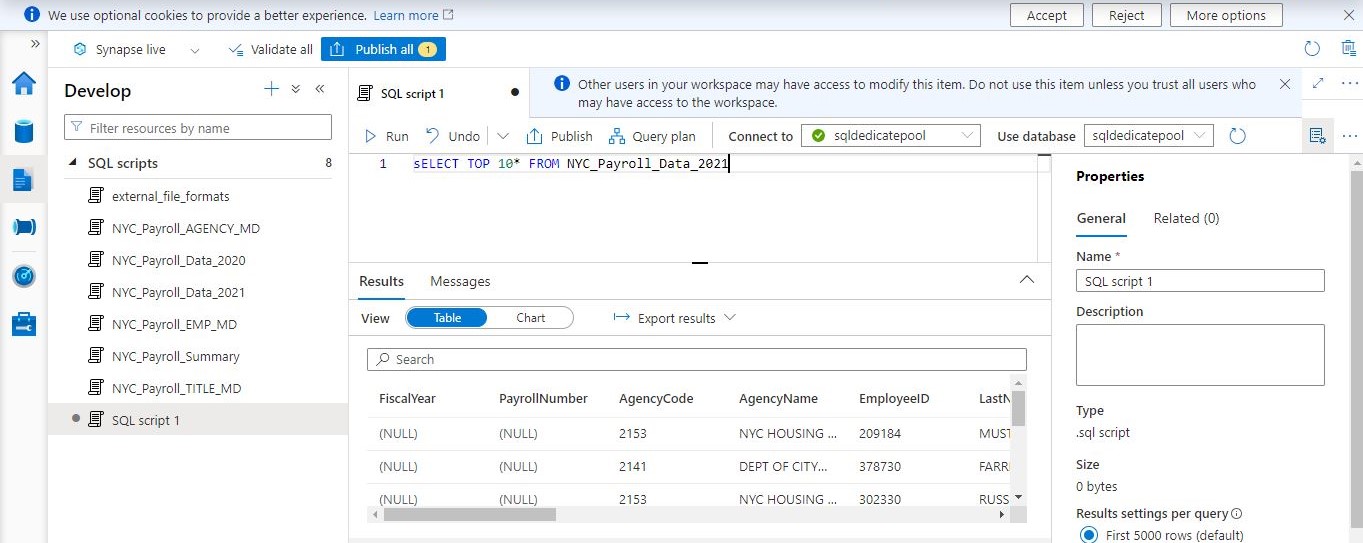 We use optional cookies to provide a better experience. Learn more
Accept
Reject
More options
Synapse live
Validate all
Publish all 1
Develop
Filter resources by name
SQL scripts 8
external_file_formats
NYC_Payroll_AGENCY_MD
NYC_Payroll_Data_2020
NYC_Payroll_Data_2021
NYC_Payroll_EMP_MD
NYC_Payroll_Summary
NYC_Payroll_TITLE_MD
SQL script 1
SQL script 1
Other users in your workspace may have access to modify this item. Do not use this item unless you trust all users who
may have access to the workspace.
Run
Undo
Publish
Query plan
Connect to
sqldedicatepool
Use database
sqldedicatepool
1 sELECT TOP 10* FROM NYC_Payroll_Data_2021
Results
Messages
View
Table
Chart
Export results
Search
FiscalYear PayrollNumber AgencyCode AgencyName EmployeeID LastN
(NULL) (NULL) 2153 NYC HOUSING ... 209184 MUST
(NULL) (NULL) 2141 DEPT OF CITY... 378730 FARR
(NULL) (NULL) 2153 NYC HOUSING ... 302330 RUSS
Properties
General
Related (0)
Name *
SQL script 1
Description
Type
.sql script
Size
0 bytes
Results settings per query
First 5000 rows (default)